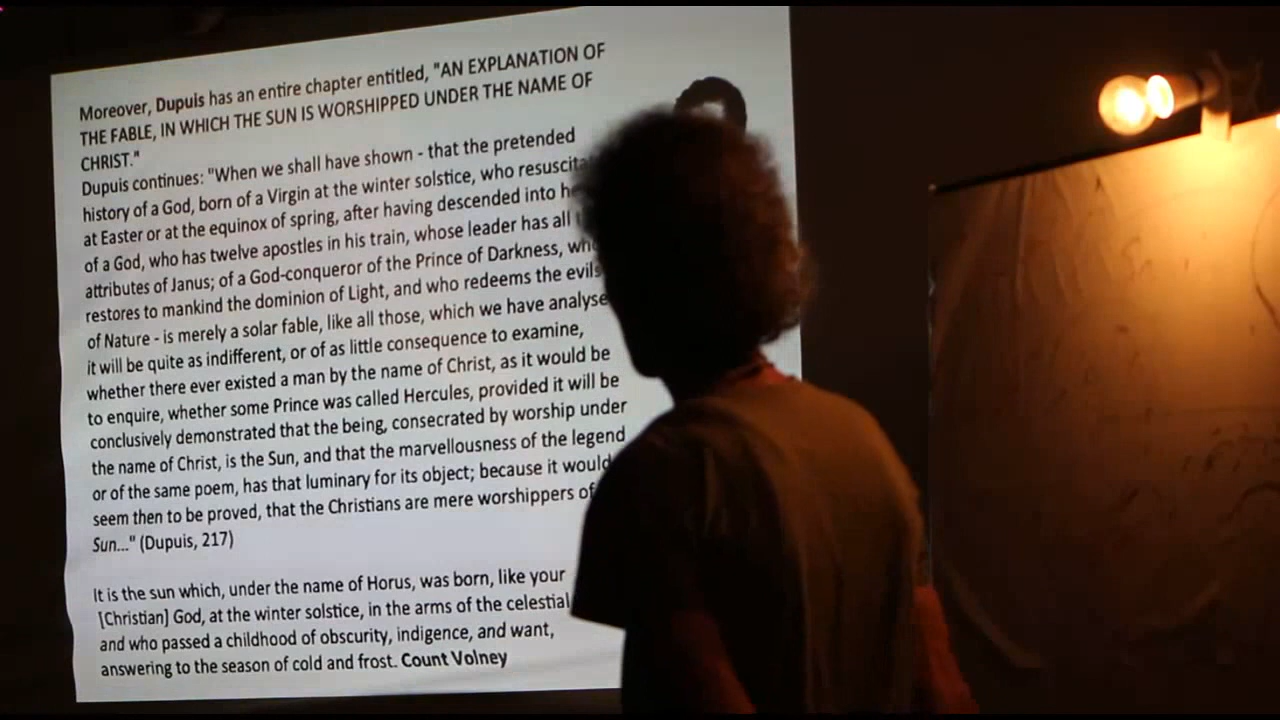 Moreover, Dupuis has an entire chapter entitled, "AN EXPLANATION OF
THE FABLE, IN WHICH THE SUN IS WORSHIPPED UNDER THE NAME OF
CHRIST."
Dupuis continues: "When we shall have shown - that the pretended
history of a God, born of a Virgin at the winter solstice, who
at Easter or at the equinox of spring, after having descended into
of a God, who has twelve apostles in his train, whose leader has all
attributes of Janus; of a God-conqueror of the Prince of Darkness,
restores to mankind the dominion of Light, and who redeems the evils
of Nature - is merely a solar fable, like all those, which we have
it will be quite as indifferent, or of as little consequence to examine,
whether there ever existed a man by the name of Christ, as it would be
to enquire, whether some Prince was called Hercules, provided it will be
conclusively demonstrated that the being, consecrated by worship under
the name of Christ, is the Sun, and that the marvellousness of the legend
or of the same poem, has that luminary for its object; because it would
seem then to be proved, that the Christians are mere worshippers of
Sun..." (Dupuis, 217)
It is the sun which, under the name of Horus, was born, like your
[Christian] God, at the winter solstice, in the arms of the celestial
and who passed a childhood of obscurity, indigence, and want,
answering to the season of cold and frost. Count Volney